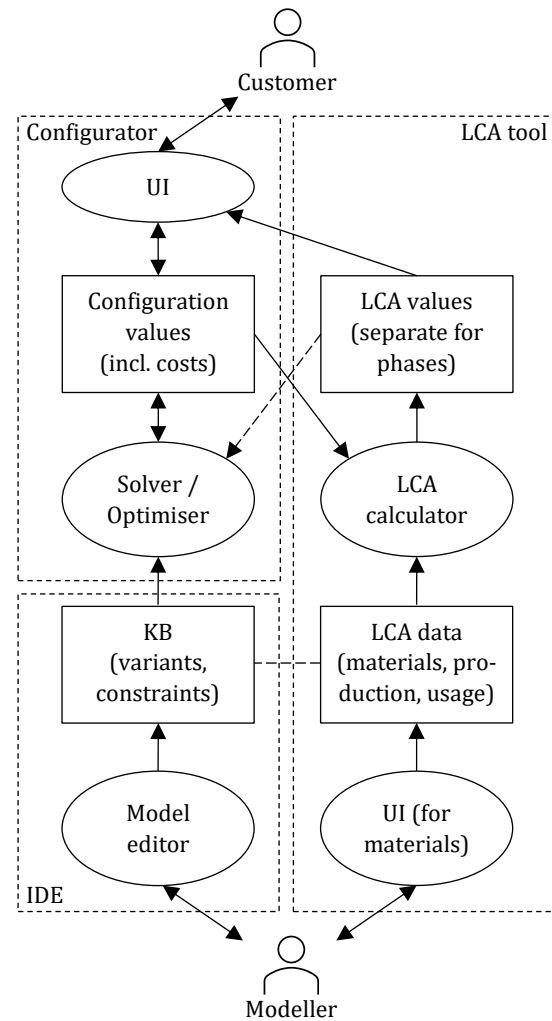 Customer
Configurator
LCA tool
UI
Configuration
values
(incl. costs)
LCA values
(separate for
phases)
Solver /
Optimiser
LCA
calculator
KB
(variants,
constraints)
LCA data
(materials, pro-
duction, usage)
Model
editor
UI (for
materials)
IDE
Modeller